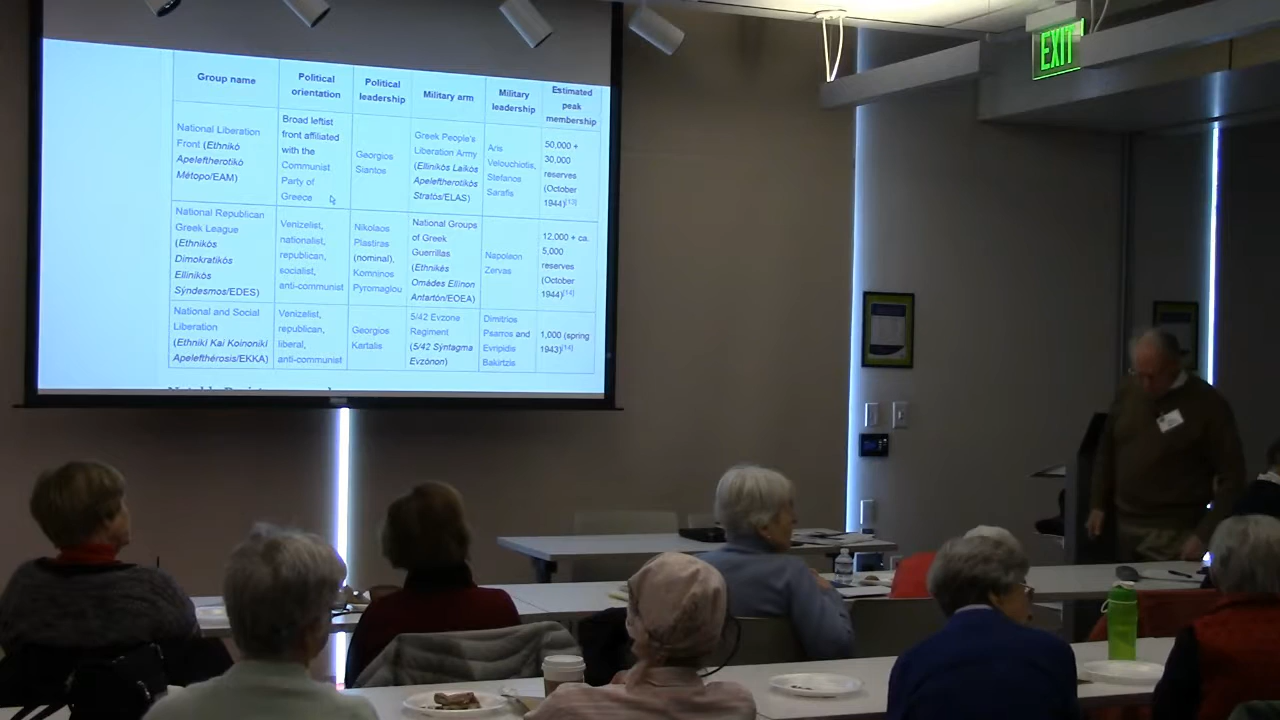 Group name
Political
orientation
Political
leadership
Military arm
Military
leadership
Estimated
peak
membership
National Liberation
Front (Ethnikó
Apeleftherotikó
Métopo/EAM)
Broad leftist
front affiliated
with the
Communist
Party of
Greece
Georgios
Siantos
Greek People's
Liberation Army
(Ellinikós Laikós
Apeleftherotikós
Stratós/ELAS)
Aris
Velouchiotis,
Stefanos
Sarafis
50,000 +
30,000
reserves
(October
1944)[13]
National Republican
Greek League
(Ethnikós
Dimokratikós
Ellinikós
Sýndesmos/EDES)
Venizelist,
nationalist,
republican,
socialist,
anti-communist
Nikolaos
Plastiras
(nominal),
Komninos
Pyromaglou
National Groups
of Greek
Guerrillas
(Ethnikés
Omádes Ellínon
Antartón/EOEA)
Napoleon
Zervas
12,000 + ca.
5,000
reserves
(October
1944)[14]
National and Social
Liberation
(Ethnikí Kai Koinonikí
Apelefthérosis/EKKA)
Venizelist,
republican,
liberal,
anti-communist
Georgios
Kartalis
5/42 Evzone
Regiment
(5/42 Sýntagma
Evzónon)
Dimitrios
Psarros and
Evripidis
Bakirtzis
1,000 (spring
1943)[14]
EXIT